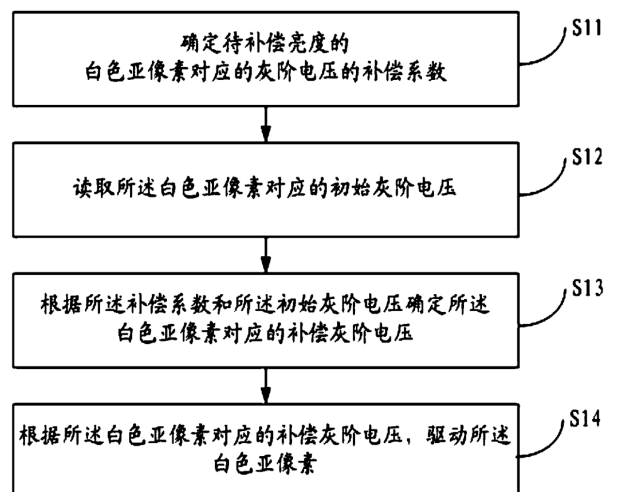 确定待补偿亮度的
白色亚像素对应的灰阶电压的补偿系数
S11
读取所述白色亚像素对应的初始灰阶电压
S12
根据所述补偿系数和所述初始灰阶电压确定所述
白色亚像素对应的补偿灰阶电压
S13
根据所述白色亚像素对应的补偿灰阶电压，驱动所述
白色亚像素
S14